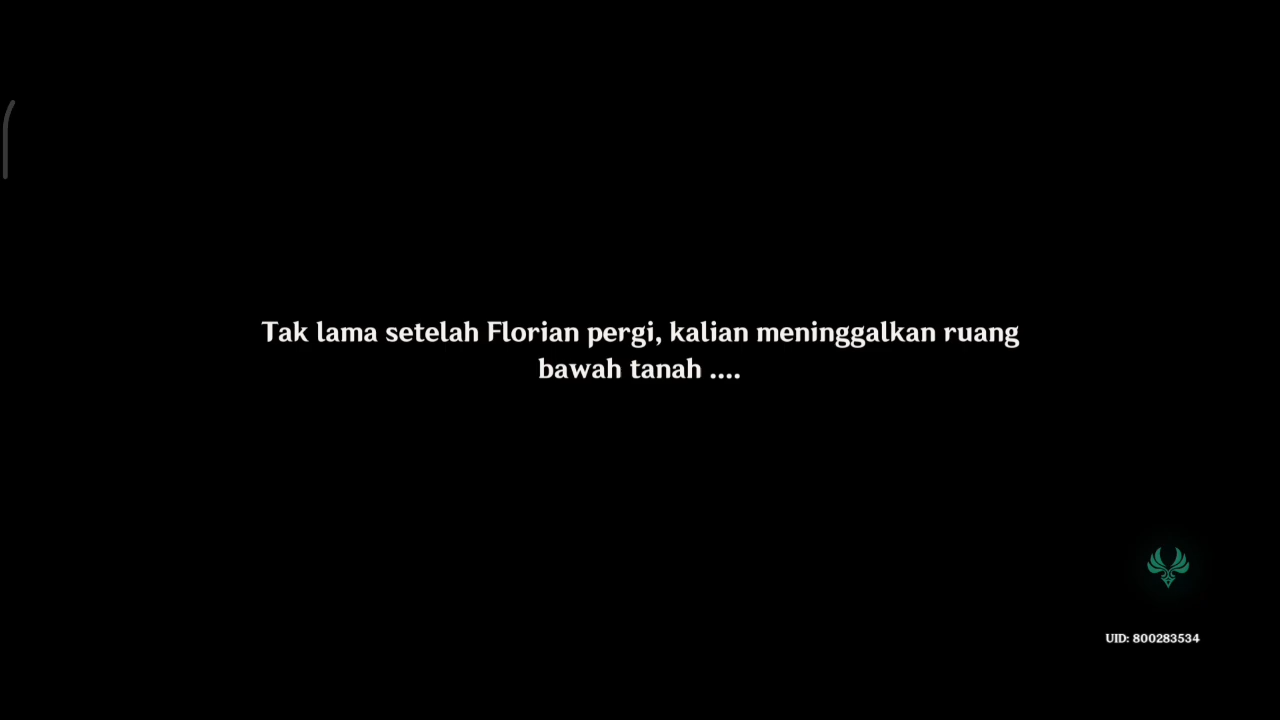 Tak lama setelah Florian pergi, kalian meninggalkan ruang
bawah tanah ....
UID: 800283534